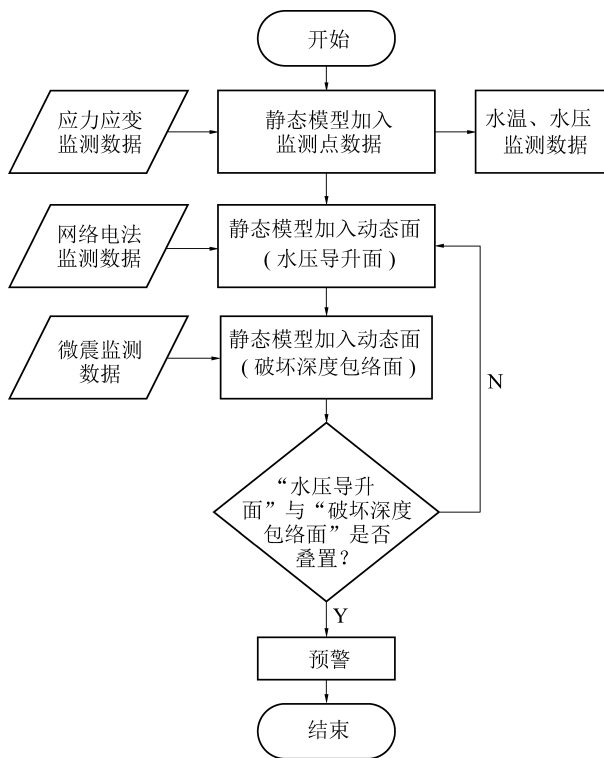 开始
应力应变
监测数据
静态模型加入
监测点数据
水温、水压
监测数据
网络电法
监测数据
静态模型加入动态面
(水压导升面)
微震监测
数据
静态模型加入动态面
(破坏深度包络面)
N
“水压导升
面”与“破坏深度
包络面”是否
叠置?
Y
预警
结束